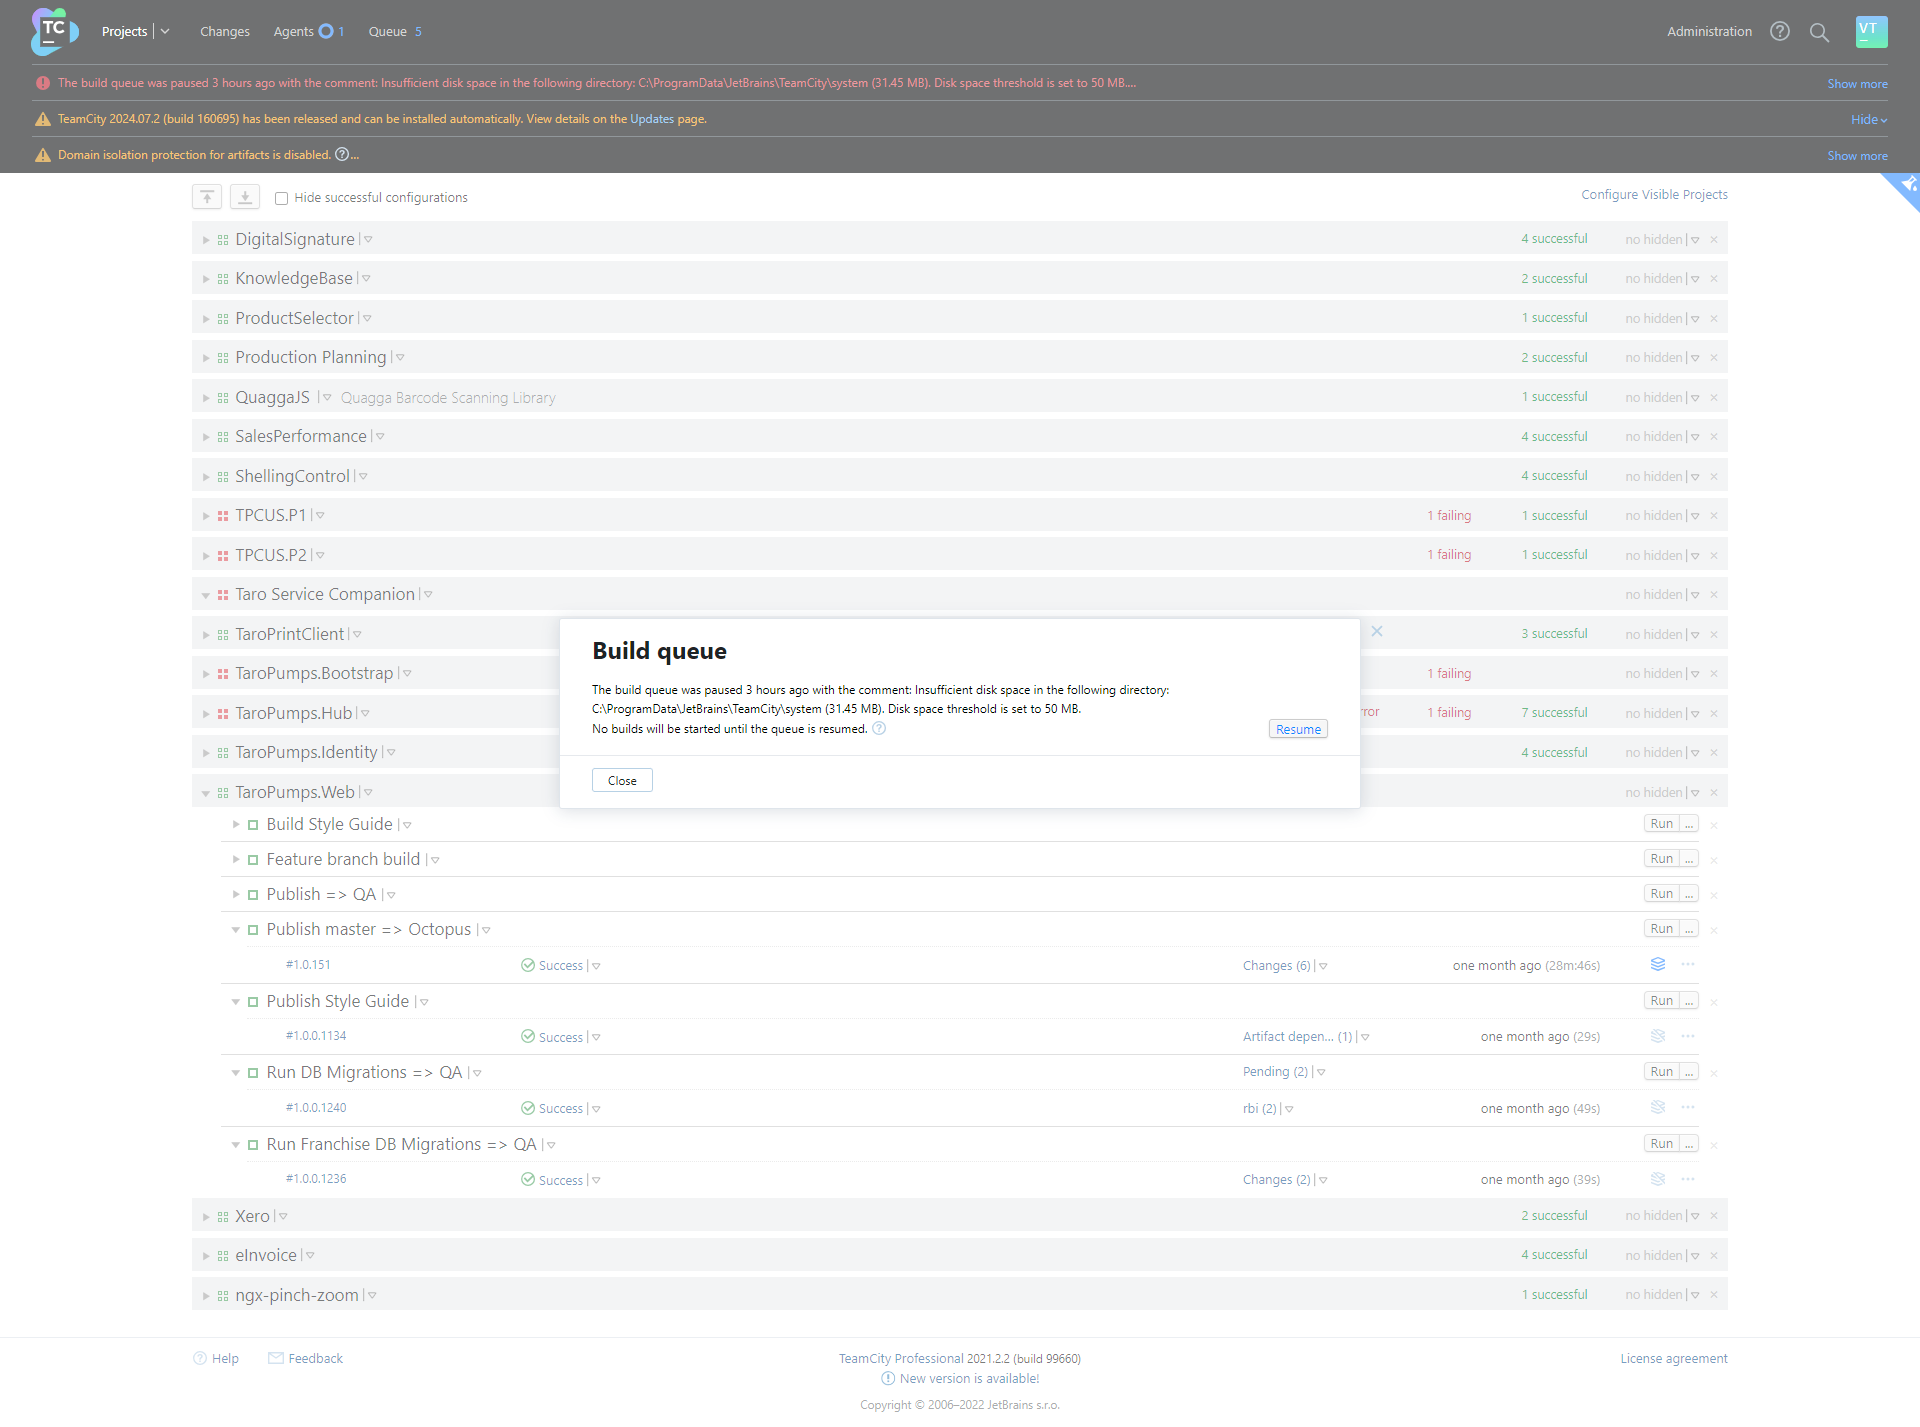 TC
Projects
Changes
Agents 1
Queue 5
Administration
VT
The build queue was paused 3 hours ago with the comment: Insufficient disk space in the following directory: C:\ProgramData\JetBrains\TeamCity\system (31.45 MB). Disk space threshold is set to 50 MB....
Show more
TeamCity 2024.07.2 (build 160695) has been released and can be installed automatically. View details on the Updates page.
Hide
Domain isolation protection for artifacts is disabled. ? ...
Show more
Hide successful configurations
Configure Visible Projects
DigitalSignature 4 successful no hidden
KnowledgeBase 2 successful no hidden
ProductSelector 1 successful no hidden
Production Planning 2 successful no hidden
QuaggaJS Quagga Barcode Scanning Library 1 successful no hidden
SalesPerformance 4 successful no hidden
ShellingControl 4 successful no hidden
TPCUS.P1 1 failing 1 successful no hidden
TPCUS.P2 1 failing 1 successful no hidden
Taro Service Companion no hidden
TaroPrintClient 3 successful no hidden
TaroPumps.Bootstrap 1 failing no hidden
TaroPumps.Hub ror 1 failing 7 successful no hidden
TaroPumps.Identity 4 successful no hidden
TaroPumps.Web no hidden
Build queue
The build queue was paused 3 hours ago with the comment: Insufficient disk space in the following directory:
C:\ProgramData\JetBrains\TeamCity\system (31.45 MB). Disk space threshold is set to 50 MB.
No builds will be started until the queue is resumed. ?
Resume
Close
Build Style Guide Run ...
Feature branch build Run ...
Publish => QA Run ...
Publish master => Octopus Run ...
#1.0.151 Success Changes (6) one month ago (28m:46s)
Publish Style Guide Run ...
#1.0.0.1134 Success Artifact depen... (1) one month ago (29s)
Run DB Migrations => QA Pending (2) Run ...
#1.0.0.1240 Success rbi (2) one month ago (49s)
Run Franchise DB Migrations => QA Run ...
#1.0.0.1236 Success Changes (2) one month ago (39s)
Xero 2 successful no hidden
eInvoice 4 successful no hidden
ngx-pinch-zoom 1 successful no hidden
Help
Feedback
TeamCity Professional 2021.2.2 (build 99660)
License agreement
New version is available!
Copyright © 2006–2022 JetBrains s.r.o.